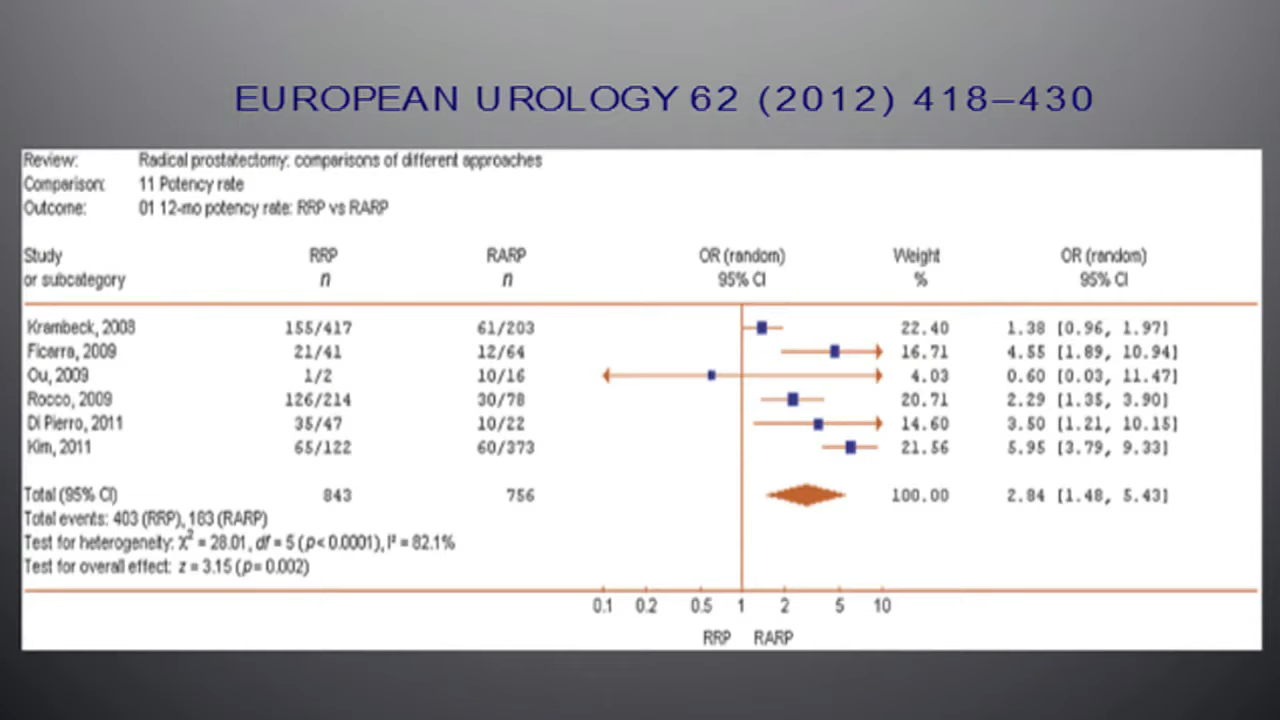 EUROPEAN UROLOGY 62 (2012) 418–430
Review: Radical prostatectomy: comparisons of different approaches
Comparison: 11 Potency rate
Outcome: 01 12-mo potency rate: RRP vs RARP
Study RRP RARP OR (random) Weight OR (random)
or subcategory n n 95% CI % 95% CI
Krambeck, 2008 155/417 61/203 22.40 1.38 [0.96, 1.97]
Ficarra, 2009 21/41 12/64 16.71 4.55 [1.89, 10.94]
Ou, 2009 1/2 10/16 4.03 0.60 [0.03, 11.47]
Rocco, 2009 126/214 30/78 20.71 2.29 [1.35, 3.90]
Di Pierro, 2011 35/47 10/22 14.60 3.50 [1.21, 10.15]
Kim, 2011 65/122 60/373 21.56 5.95 [3.79, 9.33]
Total (95% CI) 843 756 100.00 2.84 [1.48, 5.43]
Total events: 403 (RRP), 183 (RARP)
Test for heterogeneity: χ² = 28.01, df = 5 (p < 0.0001), I² = 82.1%
Test for overall effect: z = 3.15 (p = 0.002)
0.1 0.2 0.5 1 2 5 10
RRP RARP